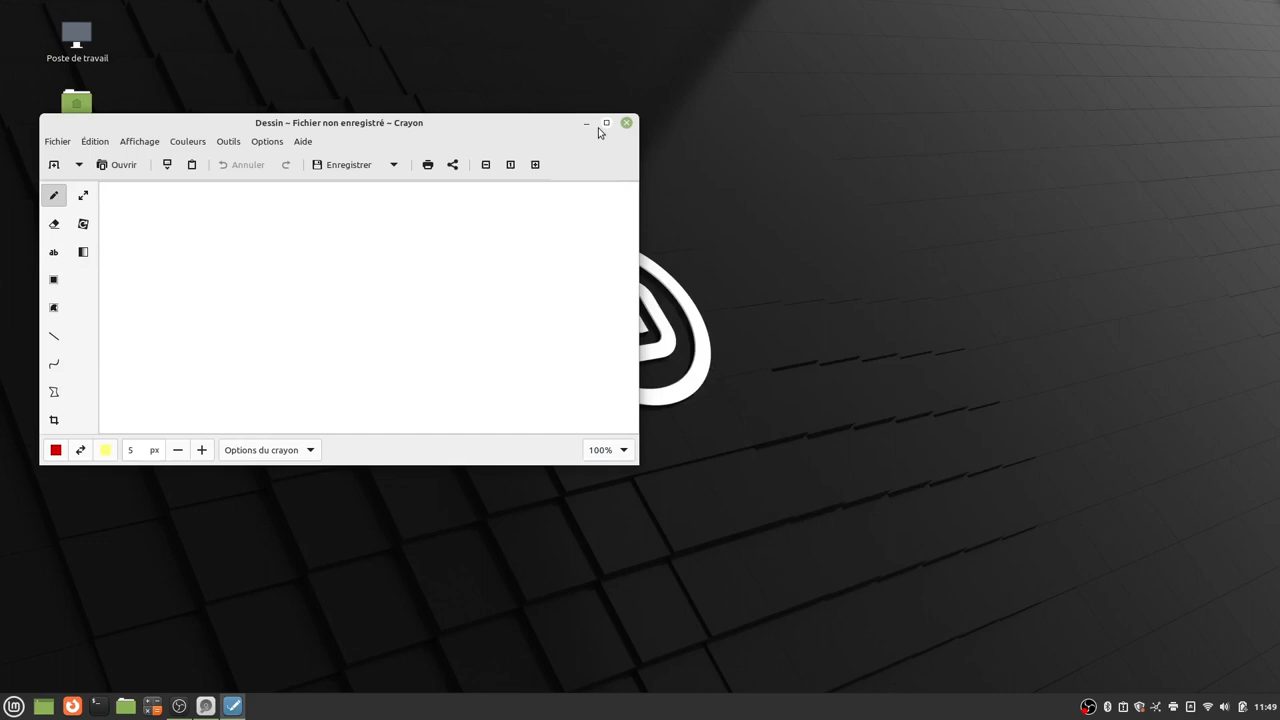 Poste de travail
Dessin ~ Fichier non enregistré ~ Crayon
Fichier Édition Affichage Couleurs Outils Options Aide
Ouvrir Annuler Enregistrer
ab
5 px Options du crayon 100%
11:49